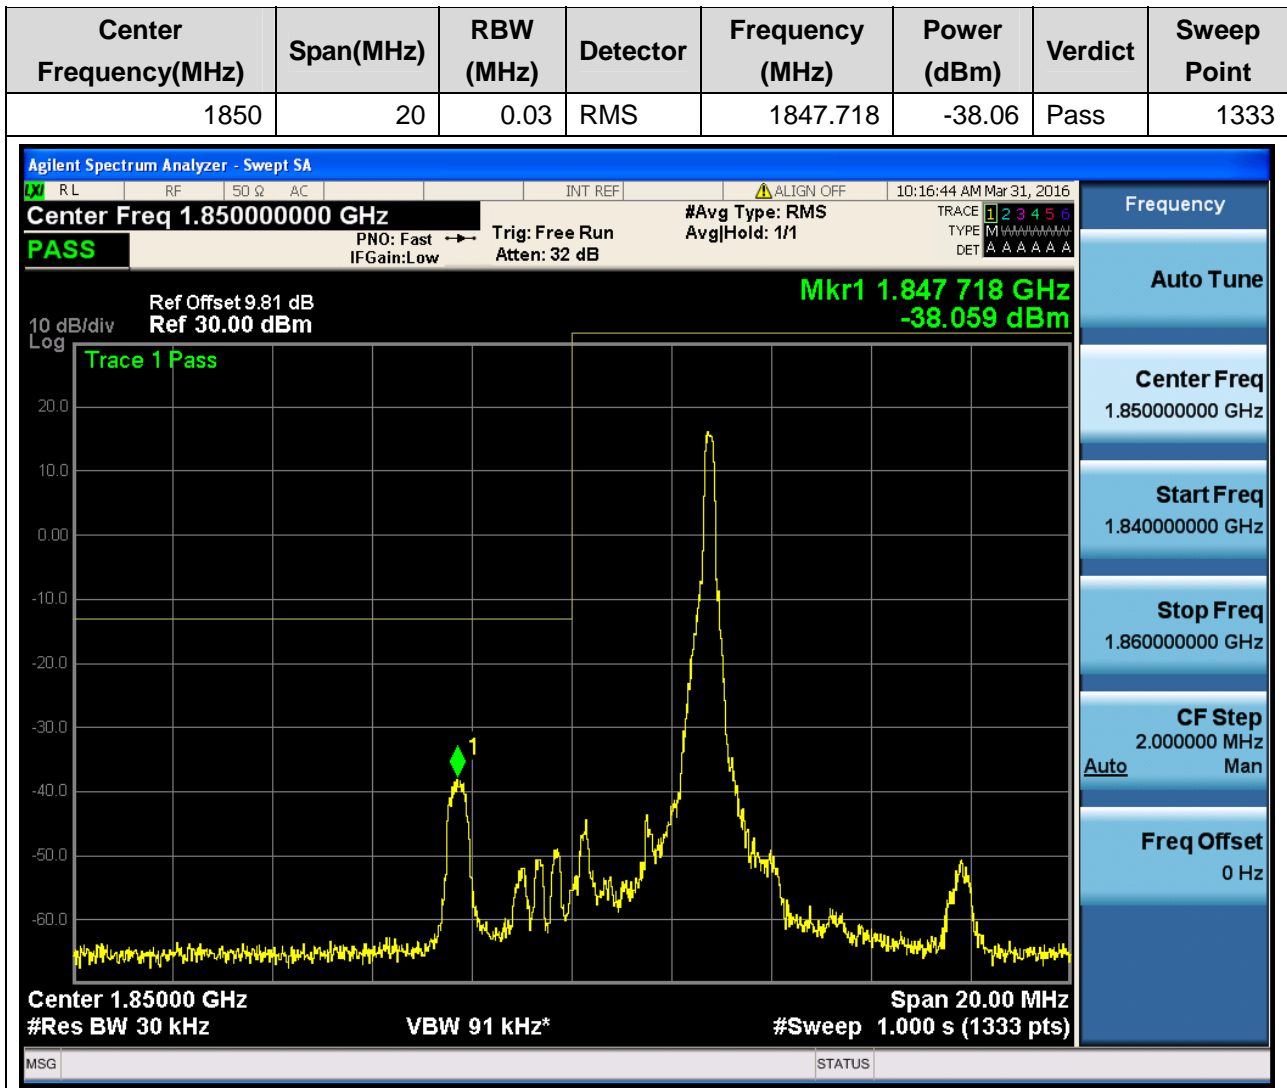 Center Frequency(MHz) Span(MHz) RBW (MHz) Detector Frequency (MHz) Power (dBm) Verdict Sweep Point
1850 20 0.03 RMS 1847.718 -38.06 Pass 1333
Agilent Spectrum Analyzer - Swept SA
LXI RL RF 50 Ω AC INT REF ALIGN OFF 10:16:44 AM Mar 31, 2016
Center Freq 1.850000000 GHz
PASS
PNO: Fast
IFGain:Low
Trig: Free Run
Atten: 32 dB
#Avg Type: RMS
Avg|Hold: 1/1
TRACE 1 2 3 4 5 6
TYPE M WWWWW
DET A A A A A A
Mkr1 1.847 718 GHz
-38.059 dBm
Ref Offset 9.81 dB
10 dB/div Ref 30.00 dBm
Log
Trace 1 Pass
20.0
10.0
0.00
-10.0
-20.0
-30.0
1
-40.0
-50.0
-60.0
Center 1.85000 GHz Span 20.00 MHz
#Res BW 30 kHz VBW 91 kHz* #Sweep 1.000 s (1333 pts)
MSG STATUS
Frequency
Auto Tune
Center Freq
1.850000000 GHz
Start Freq
1.840000000 GHz
Stop Freq
1.860000000 GHz
CF Step
2.000000 MHz
Auto Man
Freq Offset
0 Hz